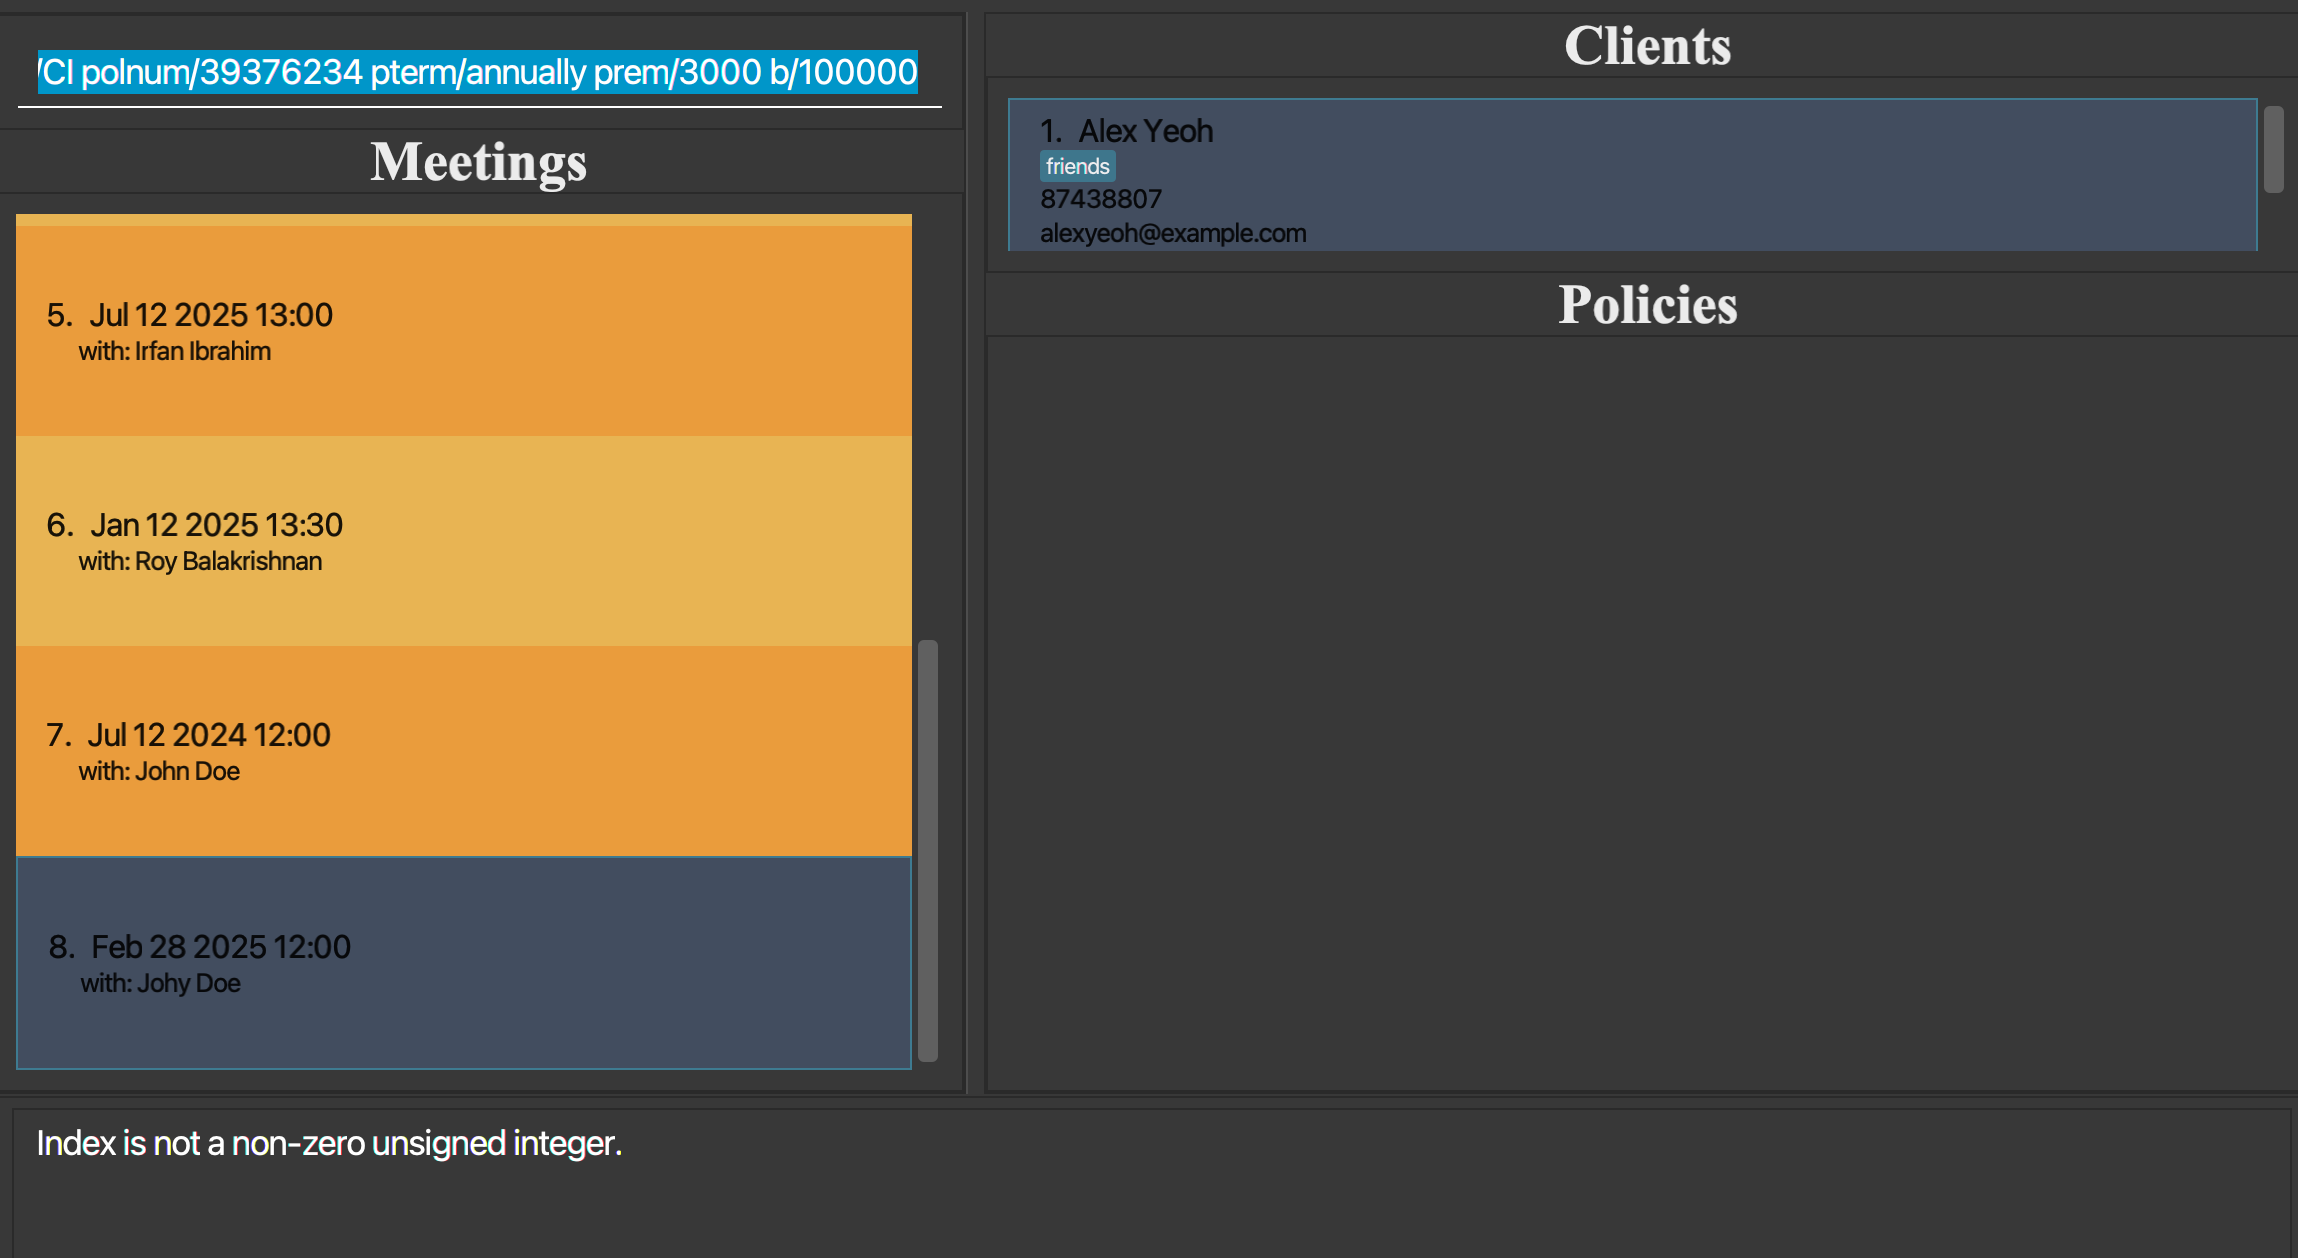 /CI polnum/39376234 pterm/annually prem/3000 b/100000
Meetings
5. Jul 12 2025 13:00
with: Irfan Ibrahim
6. Jan 12 2025 13:30
with: Roy Balakrishnan
7. Jul 12 2024 12:00
with: John Doe
8. Feb 28 2025 12:00
with: Johy Doe
Clients
1. Alex Yeoh
friends
87438807
alexyeoh@example.com
Policies
Index is not a non-zero unsigned integer.